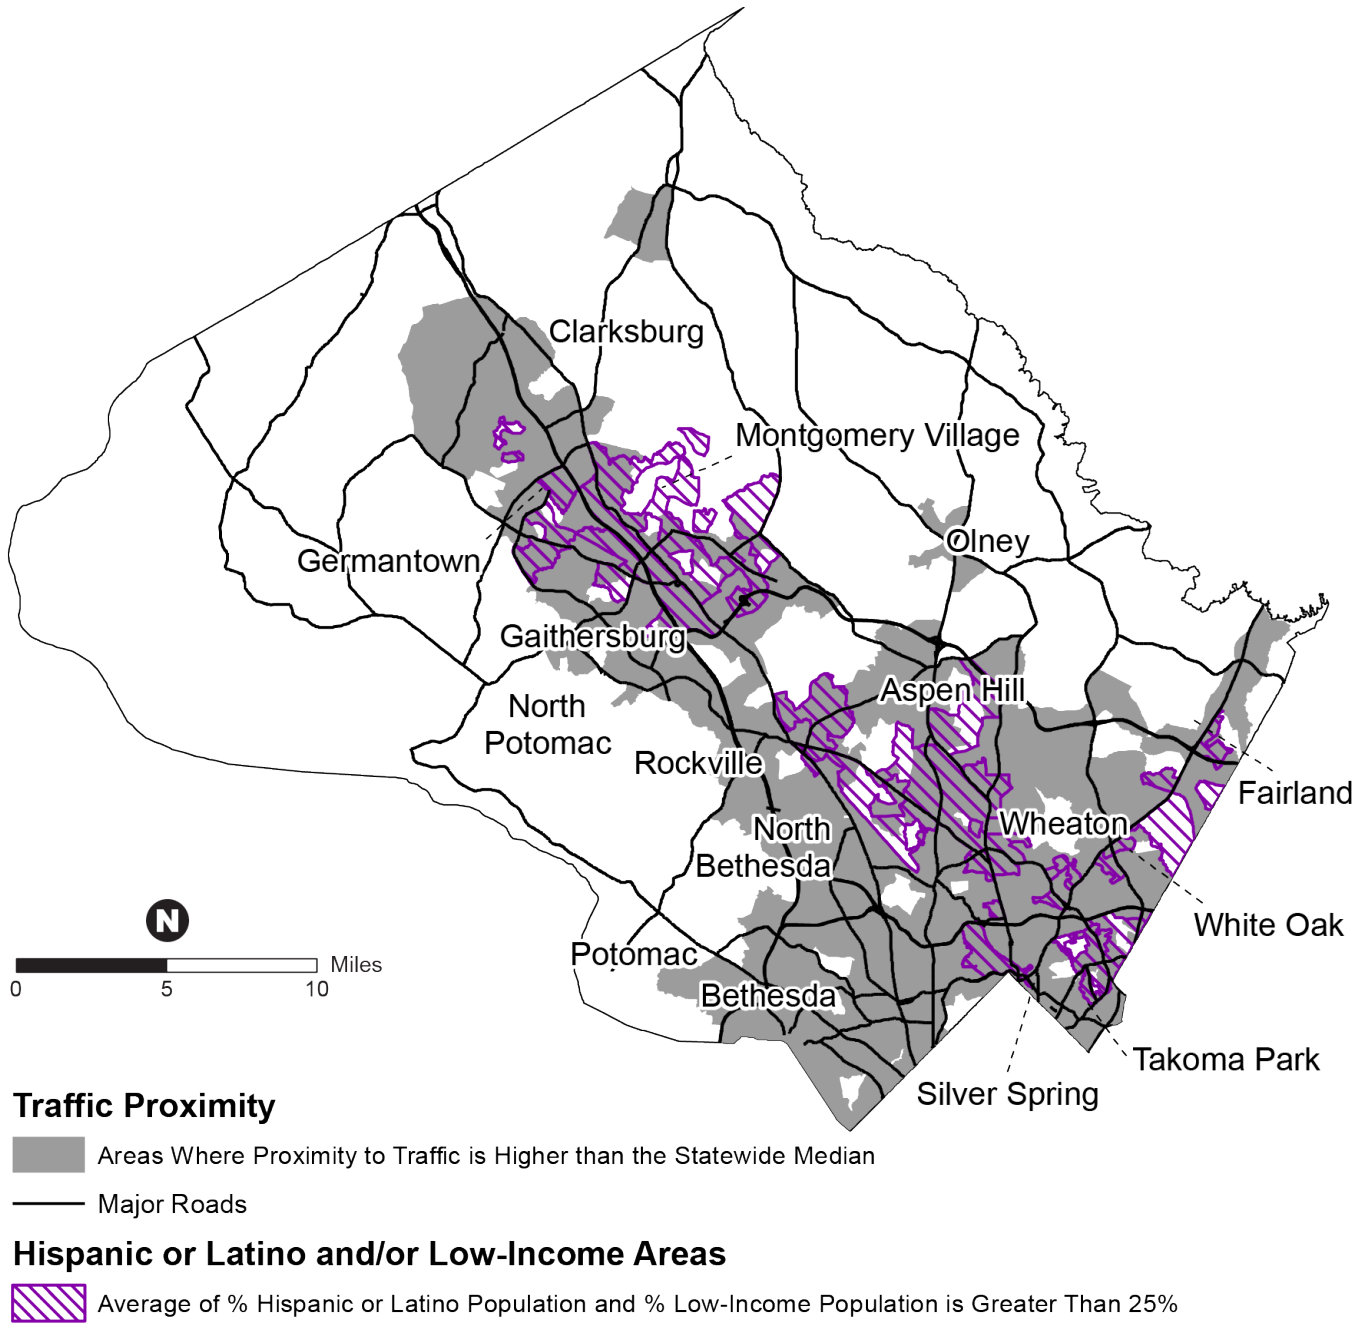 Clarksburg
Montgomery Village
Olney
Germantown
Gaithersburg
Aspen Hill
North
Potomac
Rockville
Fairland
North
Bethesda
Wheaton
White Oak
N
Potomac
Miles
0 5 10
Bethesda
Takoma Park
Silver Spring
Traffic Proximity
Areas Where Proximity to Traffic is Higher than the Statewide Median
Major Roads
Hispanic or Latino and/or Low-Income Areas
Average of % Hispanic or Latino Population and % Low-Income Population is Greater Than 25%